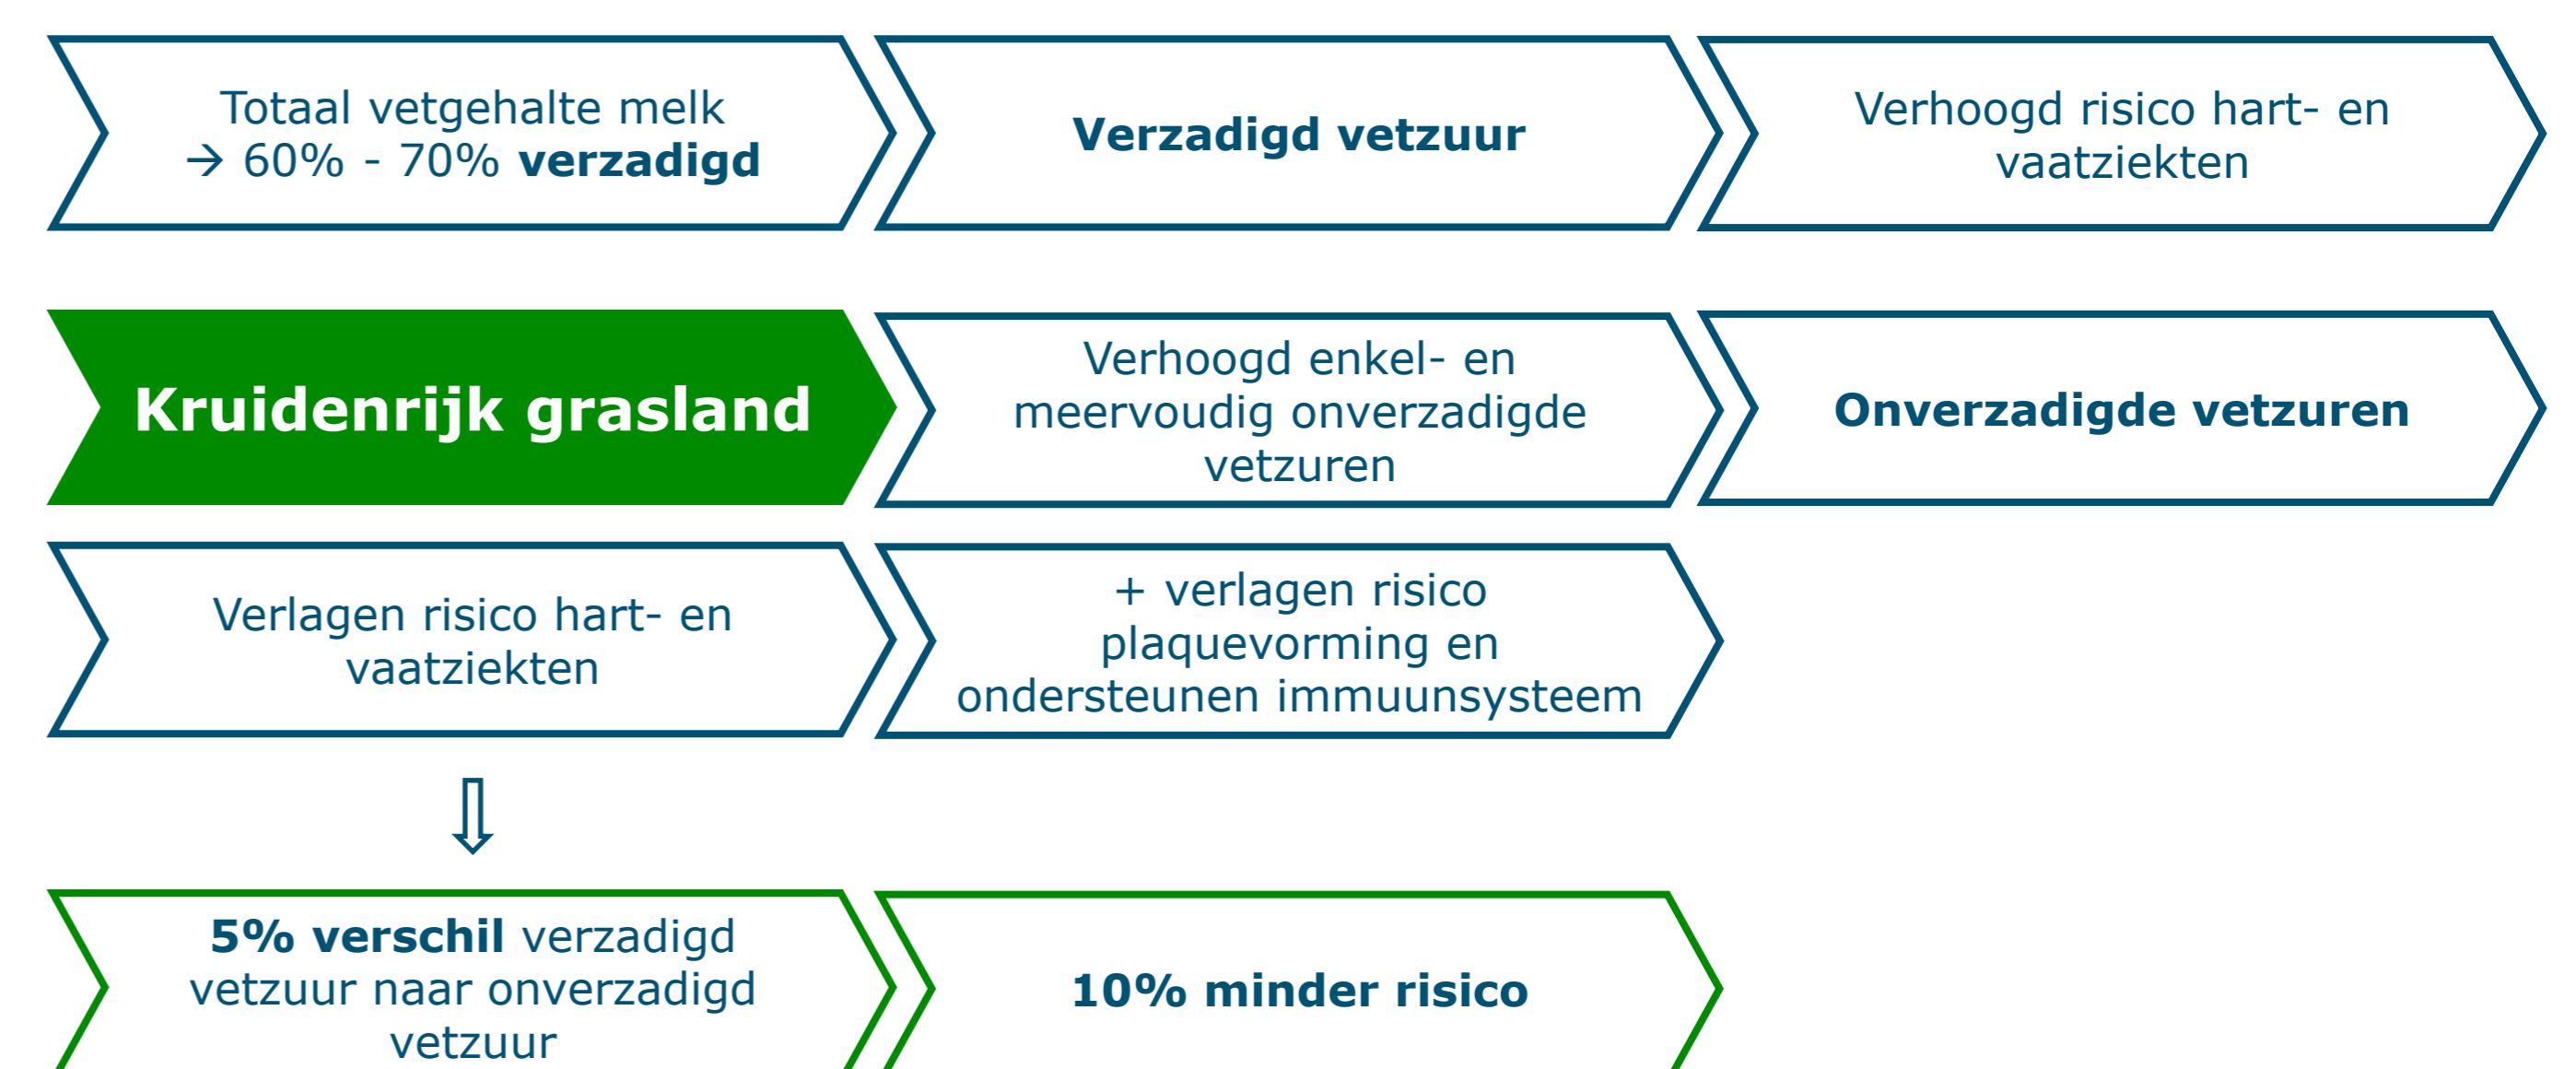 Totaal vetgehalte melk
→ 60% - 70% verzadigd
Verzadigd vetzuur
Verhoogd risico hart- en
vaatziekten
Kruidenrijk grasland
Verhoogd enkel- en
meervoudig onverzadigde
vetzuren
Onverzadigde vetzuren
Verlagen risico hart- en
vaatziekten
+ verlagen risico
plaquevorming en
ondersteunen immuunsysteem
5% verschil verzadigd
vetzuur naar onverzadigd
vetzuur
10% minder risico